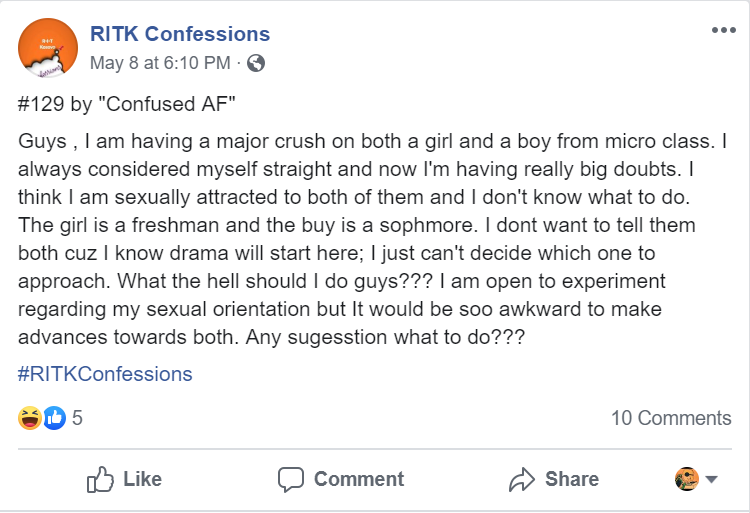 RITK Confessions
May 8 at 6:10 PM ·
#129 by "Confused AF"
Guys , I am having a major crush on both a girl and a boy from micro class. I
always considered myself straight and now I'm having really big doubts. I
think I am sexually attracted to both of them and I don't know what to do.
The girl is a freshman and the buy is a sophmore. I dont want to tell them
both cuz I know drama will start here; I just can't decide which one to
approach. What the hell should I do guys??? I am open to experiment
regarding my sexual orientation but It would be soo awkward to make
advances towards both. Any sugesstion what to do???
#RITKConfessions
5
10 Comments
Like
Comment
Share